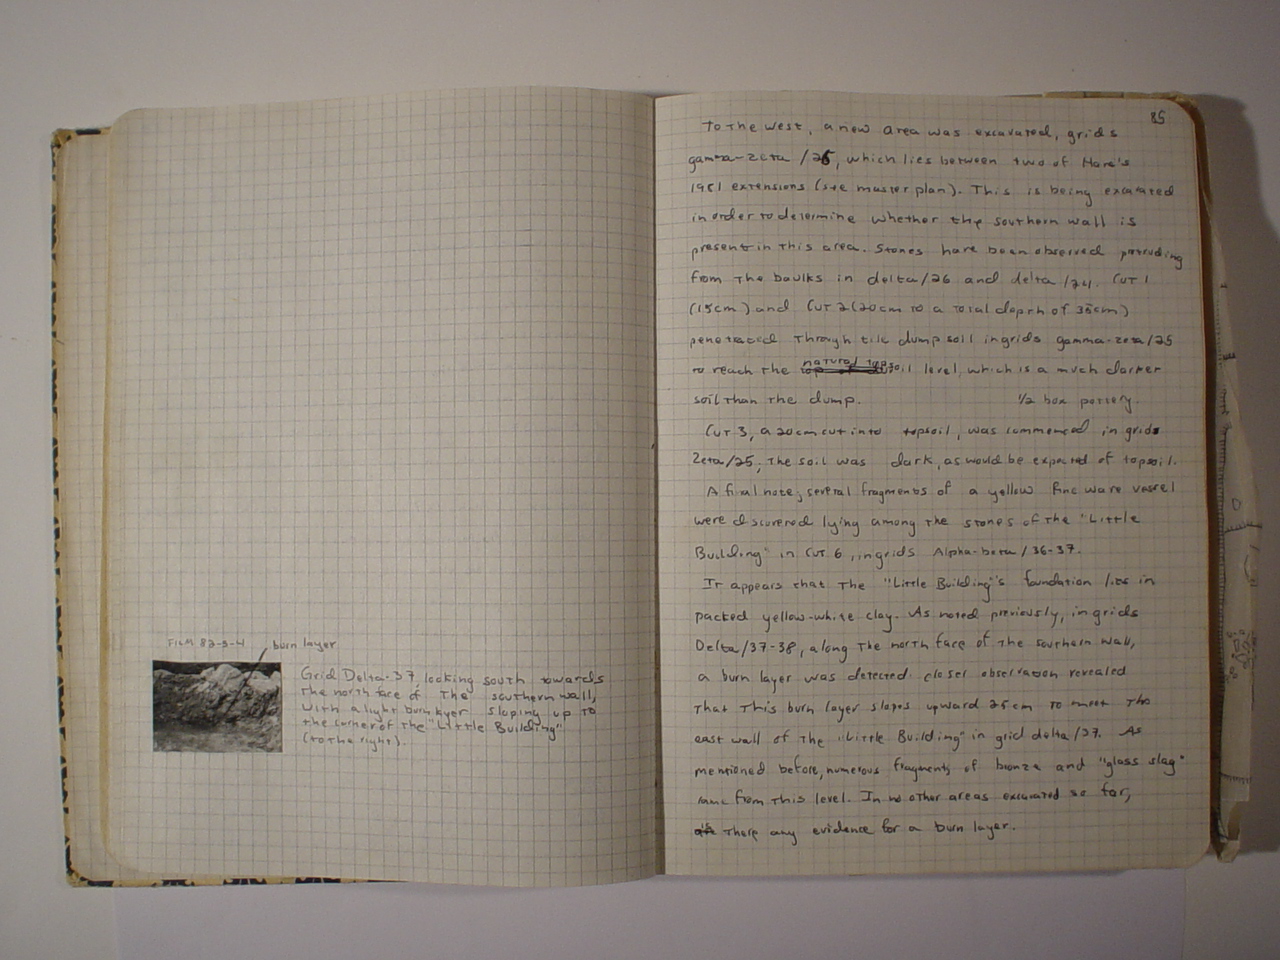 FILM 83-3-4
burn layer
Grid Delta-37, looking south towards
the north face of the southern wall,
with a light burn layer sloping up to
the corner of the "Little Building"
(to the right).
85
To the west, a new area was excavated, grids
gamma-zeta /25, which lies between two of Hare's
1961 extensions (see master plan). This is being excavated
in order to determine whether the southern wall is
present in this area. Stones have been observed protruding
from the baulks in delta/26 and delta/24. Cut 1
(15cm) and Cut 2 (20cm to a total depth of 35cm)
penetrated through tile dump soil in grids gamma-zeta/25
to reach the natural topsoil level, which is a much darker
soil than the dump. 1/2 box pottery.
Cut 3, a 20cm cut into topsoil, was commenced in grids
Zeta/25; the soil was dark, as would be expected of topsoil.
A final note; several fragments of a yellow fine ware vessel
were discovered lying among the stones of the "Little
Building" in Cut 6, in grids Alpha-beta/36-37.
It appears that the "Little Building"'s foundation lies in
packed yellow-white clay. As noted previously, in grids
Delta/37-38, along the north face of the southern wall,
a burn layer was detected. closer observation revealed
that this burn layer slopes upward 25cm to meet the
east wall of the "Little Building" in grid delta/37. As
mentioned before, numerous fragments of bronze and "glass slag"
came from this level. In no other areas excavated so far,
is there any evidence for a burn layer.